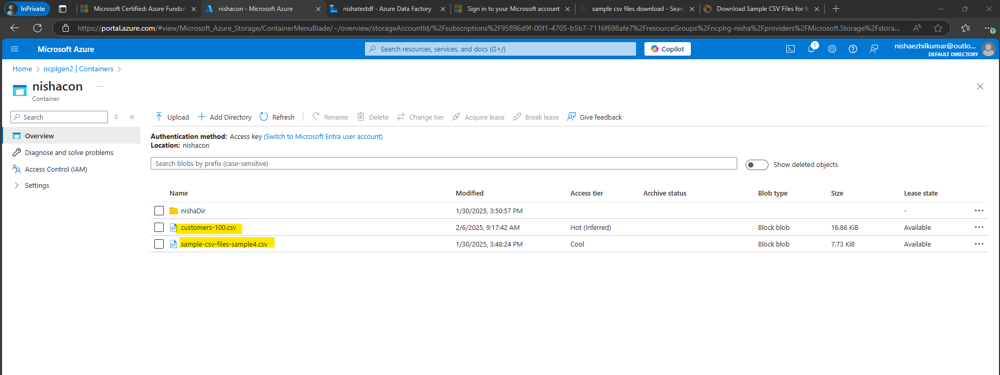 InPrivate
Microsoft Certified: Azure Fundam
nishacon - Microsoft Azure
nishatestdf - Azure Data Factory
Sign in to your Microsoft account
sample csv files download - Searc
Download Sample CSV Files for fr
https://portal.azure.com/#view/Microsoft_Azure_Storage/ContainerMenuBlade/~/overview/storageAccountId/%2Fsubscriptions%2F95896d9f-00f1-4705-b5b7-7116f698afe7%2FresourceGroups%2Fncplrg-nisha%2Fproviders%2FMicrosoft.Storage%2Fstora...
Microsoft Azure
Search resources, services, and docs (G+/)
Copilot
1
nishaezhilkumar@outlo...
DEFAULT DIRECTORY
Home > ncplgen2 | Containers >
nishacon ...
Container
Search
Upload Add Directory Refresh Rename Delete Change tier Acquire lease Break lease Give feedback
Overview
Diagnose and solve problems
Access Control (IAM)
Settings
Authentication method: Access key (Switch to Microsoft Entra user account)
Location: nishacon
Search blobs by prefix (case-sensitive)
Show deleted objects
Name Modified Access tier Archive status Blob type Size Lease state
nishaDir 1/30/2025, 3:50:57 PM -
customers-100.csv 2/6/2025, 9:17:42 AM Hot (Inferred) Block blob 16.86 KiB Available
sample-csv-files-sample4.csv 1/30/2025, 3:48:24 PM Cool Block blob 7.73 KiB Available